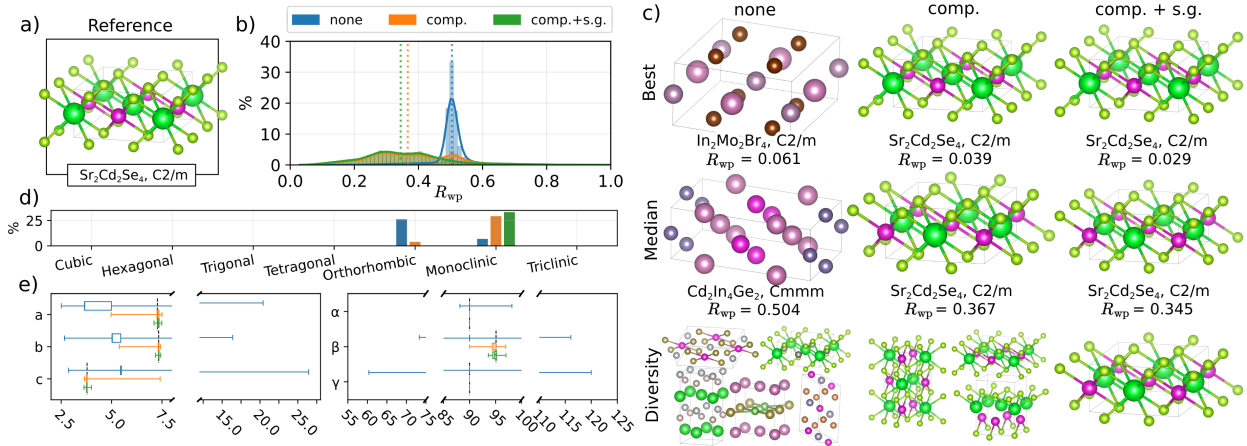 a)
Reference
Sr2Cd2Se4, C2/m
b)
none
comp.
comp.+s.g.
%
40
30
20
10
0
0.0
0.2
0.4
0.6
0.8
1.0
Rwp
d)
%
25
0
Cubic
Hexagonal
Trigonal
Tetragonal
Orthorhombic
Monoclinic
Triclinic
e)
a
b
c
2.5
5.0
7.5
15.0
20.0
25.0
α
β
γ
55
60
65
70
75
85
90
95
100
110
115
120
125
c)
none
comp.
comp. + s.g.
Best
In2Mo2Br4, C2/m
Rwp = 0.061
Sr2Cd2Se4, C2/m
Rwp = 0.039
Sr2Cd2Se4, C2/m
Rwp = 0.029
Median
Cd2In4Ge2, Cmmm
Rwp = 0.504
Sr2Cd2Se4, C2/m
Rwp = 0.367
Sr2Cd2Se4, C2/m
Rwp = 0.345
Diversity